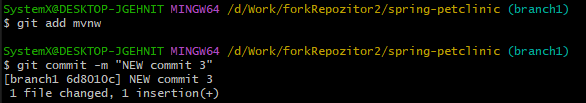 SystemX@DESKTOP-JGEHNIT MINGW64 /d/Work/forkRepozitor2/spring-petclinic (branch1)
$ git add mvnw
SystemX@DESKTOP-JGEHNIT MINGW64 /d/Work/forkRepozitor2/spring-petclinic (branch1)
$ git commit -m "NEW commit 3"
[branch1 6d8010c] NEW commit 3
1 file changed, 1 insertion(+)